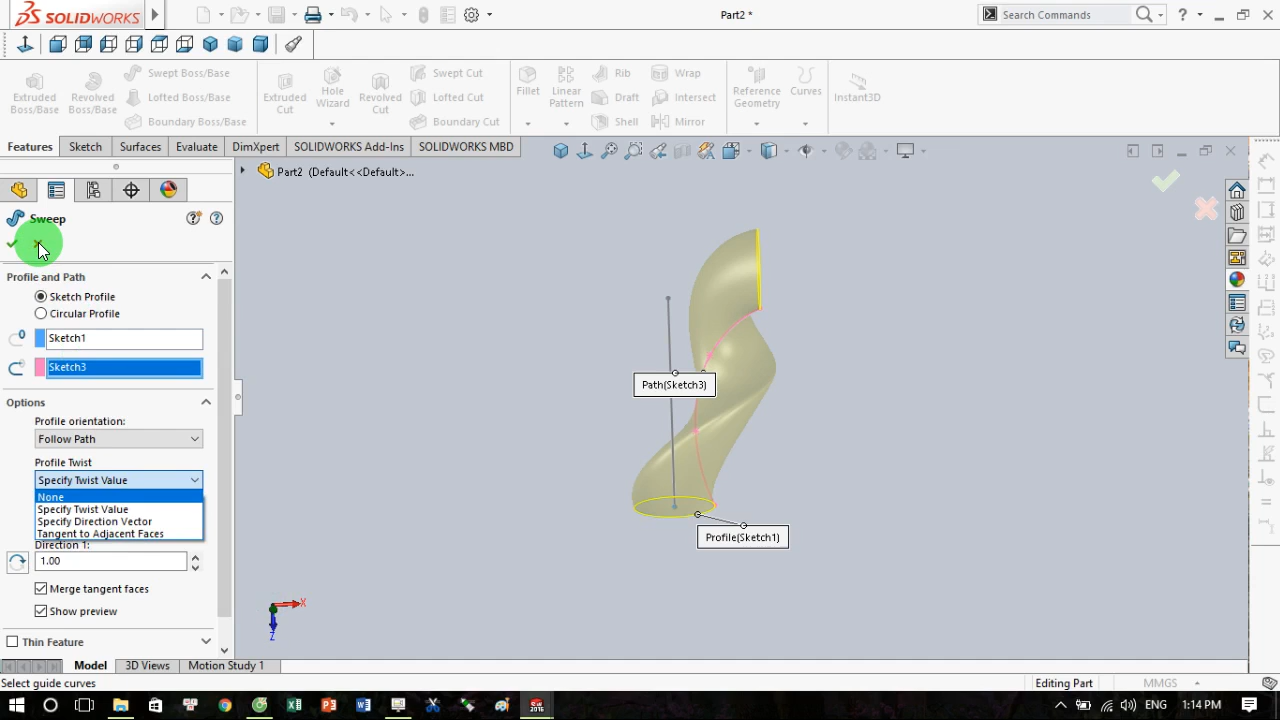 SOLIDWORKS
Part2 *
Search Commands
?
Extruded Boss/Base
Revolved Boss/Base
Swept Boss/Base
Lofted Boss/Base
Boundary Boss/Base
Extruded Cut
Hole Wizard
Revolved Cut
Swept Cut
Lofted Cut
Boundary Cut
Fillet
Linear Pattern
Rib
Draft
Shell
Wrap
Intersect
Mirror
Reference Geometry
Curves
Instant3D
Features
Sketch
Surfaces
Evaluate
DimXpert
SOLIDWORKS Add-Ins
SOLIDWORKS MBD
Part2 (Default<<Default>...
Sweep
Profile and Path
Sketch Profile
Circular Profile
Sketch1
Sketch3
Options
Profile orientation:
Follow Path
Profile Twist
Specify Twist Value
None
Specify Twist Value
Specify Direction Vector
Tangent to Adjacent Faces
Direction 1:
1.00
Merge tangent faces
Show preview
Thin Feature
Path(Sketch3)
Profile(Sketch1)
X
Z
Model
3D Views
Motion Study 1
Select guide curves
Editing Part
MMGS
ENG
1:14 PM